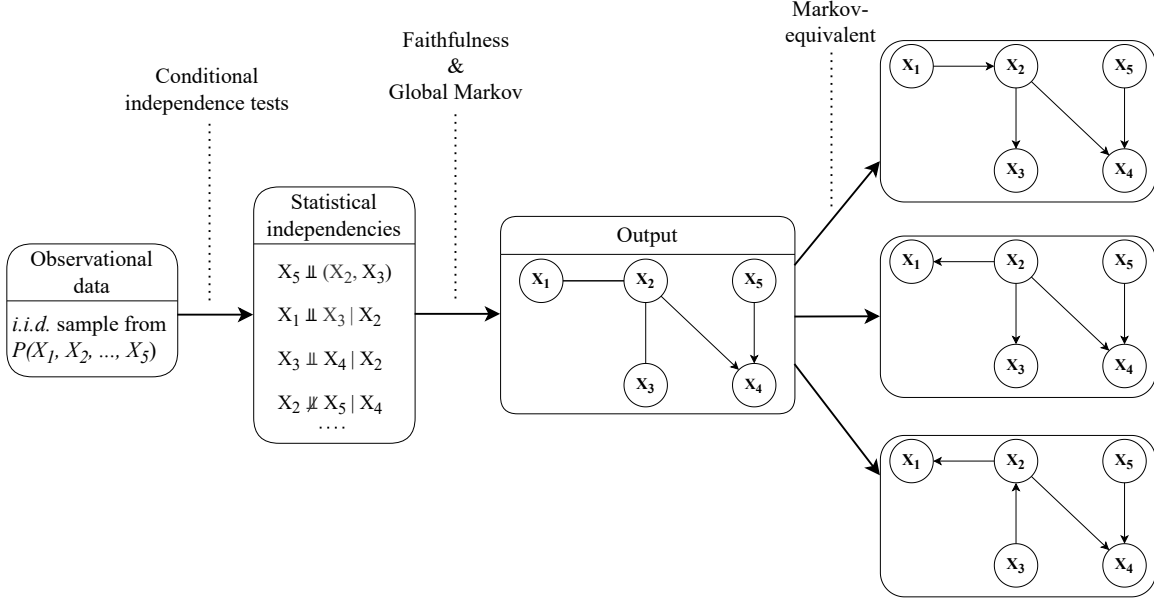 Observational
data
i.i.d. sample from
P(X1, X2, ..., X5)
Conditional
independence tests
Statistical
independencies
X5 ⫫ (X2, X3)
X1 ⫫ X3 | X2
X3 ⫫ X4 | X2
X2 ⫫̸ X5 | X4
....
Faithfulness
&
Global Markov
Output
X1 X2 X5
X3 X4
Markov-
equivalent
X1 X2 X5
X3 X4
X1 X2 X5
X3 X4
X1 X2 X5
X3 X4